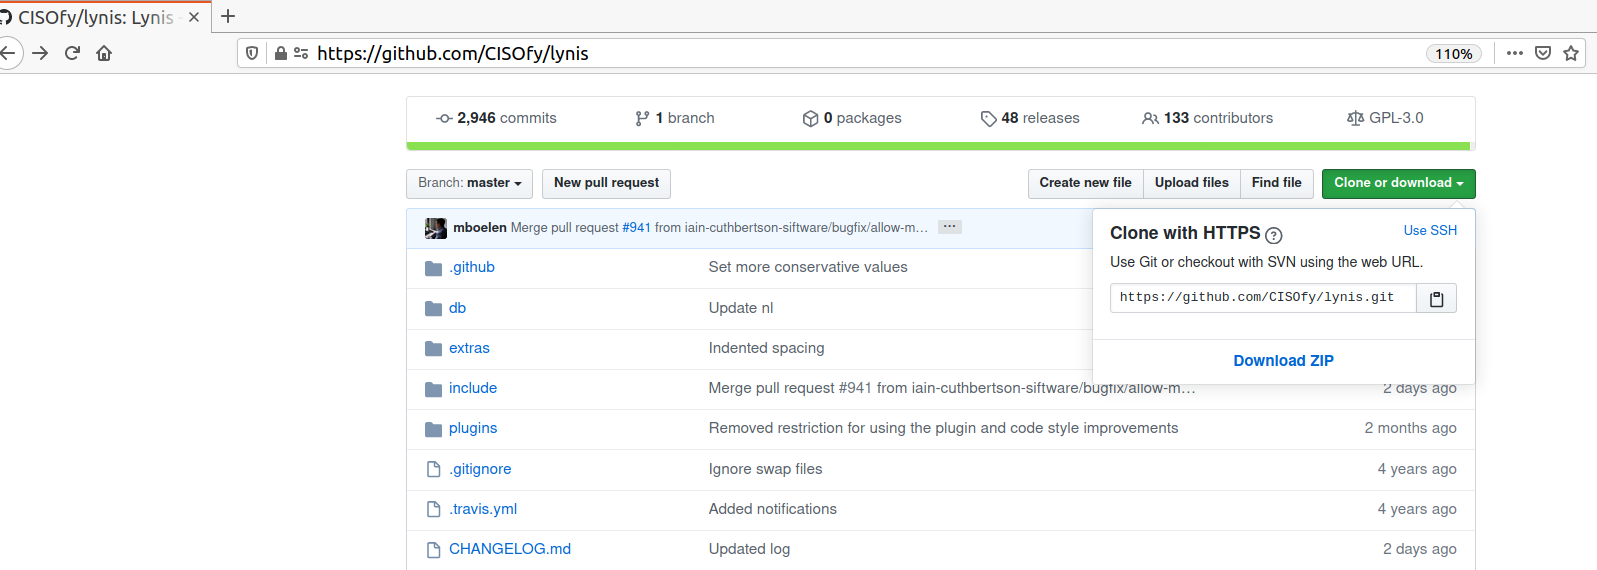 CISOfy/lynis: Lynis
https://github.com/CISOfy/lynis
110%
2,946 commits
1 branch
0 packages
48 releases
133 contributors
GPL-3.0
Branch: master
New pull request
Create new file
Upload files
Find file
Clone or download
mboelen Merge pull request #941 from iain-cuthbertson-siftware/bugfix/allow-m…
Clone with HTTPS
Use SSH
Use Git or checkout with SVN using the web URL.
https://github.com/CISOfy/lynis.git
Download ZIP
.github Set more conservative values
db Update nl
extras Indented spacing
include Merge pull request #941 from iain-cuthbertson-siftware/bugfix/allow-m… 2 days ago
plugins Removed restriction for using the plugin and code style improvements 2 months ago
.gitignore Ignore swap files 4 years ago
.travis.yml Added notifications 4 years ago
CHANGELOG.md Updated log 2 days ago